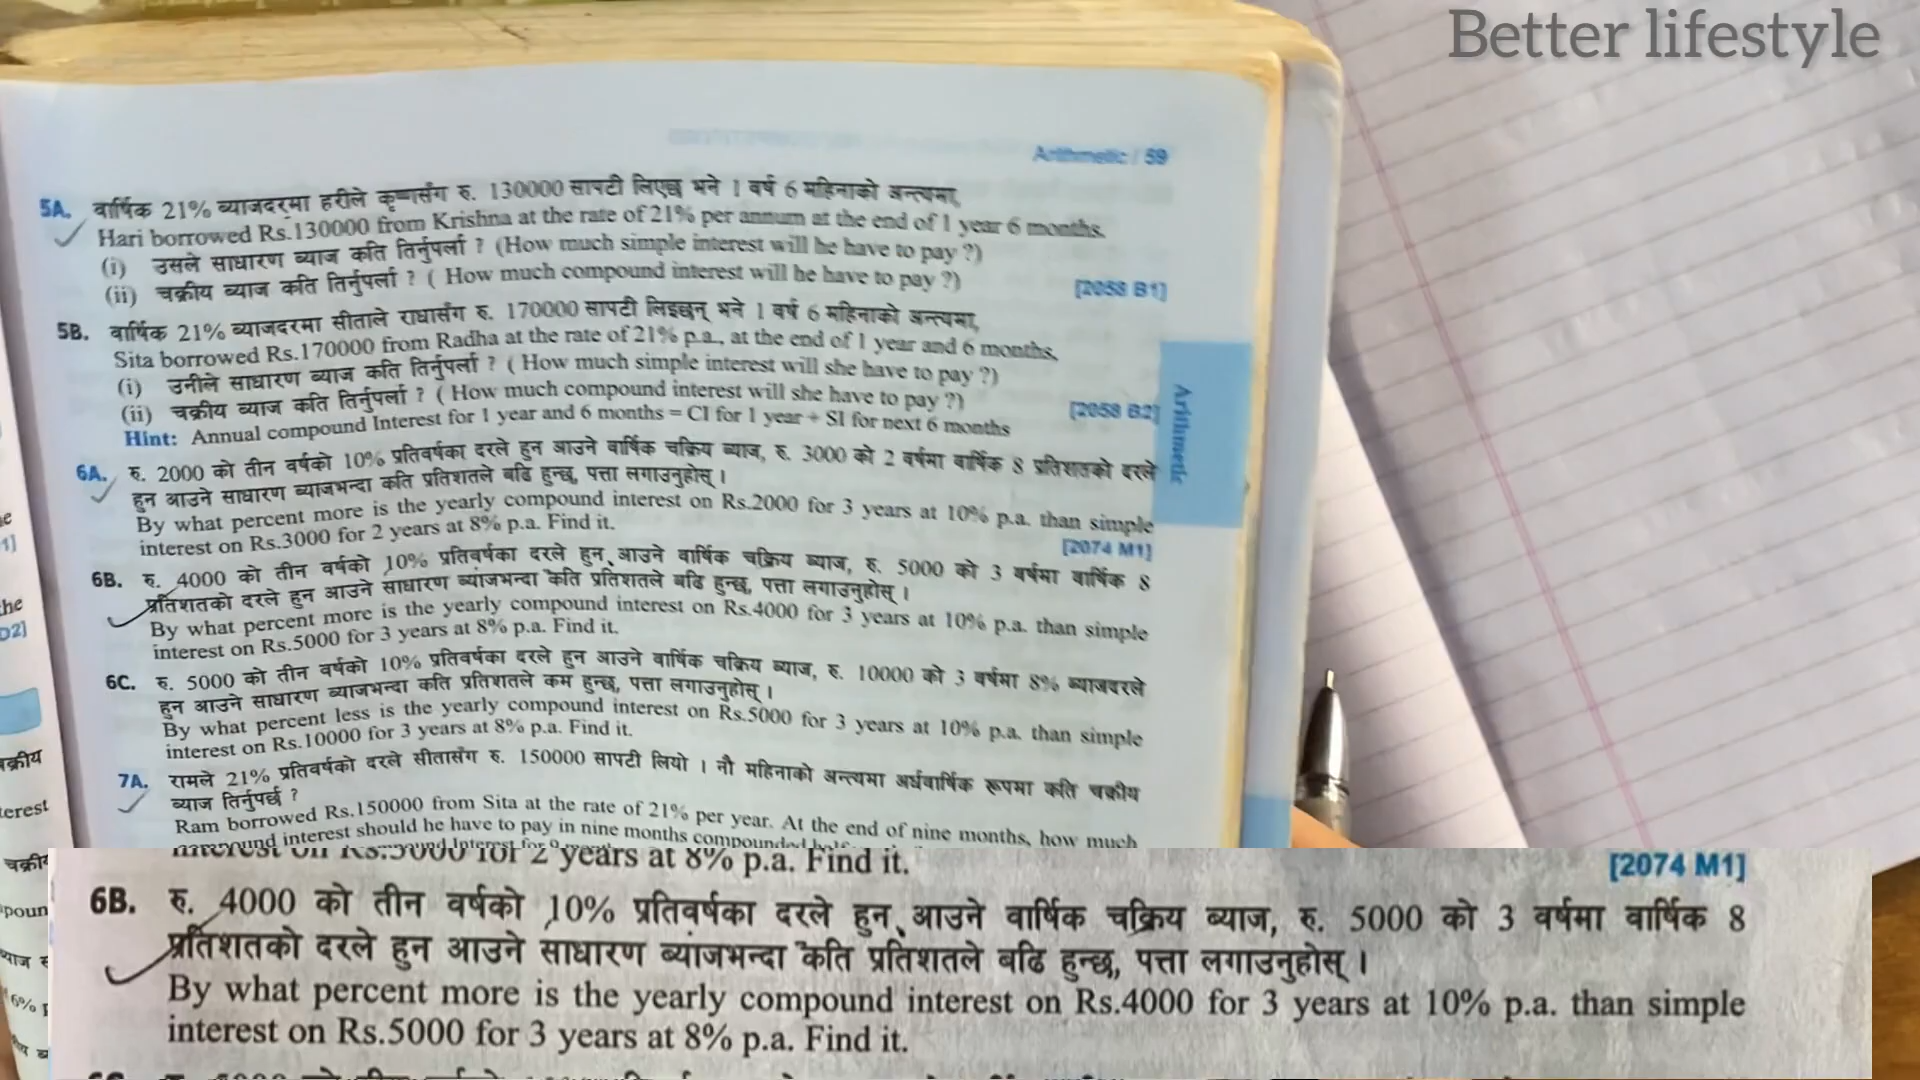 Better lifestyle
Arithmetic / 59
5A. वार्षिक 21% ब्याजदरमा हरीले कृष्णसँग रु. 130000 सापटी लिएछ भने 1 वर्ष 6 महिनाको अन्त्यमा,
Hari borrowed Rs.130000 from Krishna at the rate of 21% per annum at the end of 1 year 6 months.
(i) उसले साधारण ब्याज कति तिर्नुपर्ला ? (How much simple interest will he have to pay ?)
(ii) चक्रीय ब्याज कति तिर्नुपर्ला ? ( How much compound interest will he have to pay ?)
[2058 B1]
5B. वार्षिक 21% ब्याजदरमा सीताले राधासँग रु. 170000 सापटी लिइछन् भने 1 वर्ष 6 महिनाको अन्त्यमा,
Sita borrowed Rs.170000 from Radha at the rate of 21% p.a., at the end of 1 year and 6 months,
(i) उनीले साधारण ब्याज कति तिर्नुपर्ला ? ( How much simple interest will she have to pay ?)
(ii) चक्रीय ब्याज कति तिर्नुपर्ला ? ( How much compound interest will she have to pay ?)
[2058 B2]
Hint: Annual compound Interest for 1 year and 6 months = CI for 1 year + SI for next 6 months
6A. रु. 2000 को तीन वर्षको 10% प्रतिवर्षका दरले हुन आउने वार्षिक चक्रिय ब्याज, रु. 3000 को 2 वर्षमा वार्षिक 8 प्रतिशतको दरले
हुन आउने साधारण ब्याजभन्दा कति प्रतिशतले बढि हुन्छ, पत्ता लगाउनुहोस् ।
By what percent more is the yearly compound interest on Rs.2000 for 3 years at 10% p.a. than simple
interest on Rs.3000 for 2 years at 8% p.a. Find it.
[2074 M1]
6B. रु. 4000 को तीन वर्षको 10% प्रतिवर्षका दरले हुन आउने वार्षिक चक्रिय ब्याज, रु. 5000 को 3 वर्षमा वार्षिक 8
प्रतिशतको दरले हुन आउने साधारण ब्याजभन्दा कति प्रतिशतले बढि हुन्छ, पत्ता लगाउनुहोस् ।
By what percent more is the yearly compound interest on Rs.4000 for 3 years at 10% p.a. than simple
interest on Rs.5000 for 3 years at 8% p.a. Find it.
6C. रु. 5000 को तीन वर्षको 10% प्रतिवर्षका दरले हुन आउने वार्षिक चक्रिय ब्याज, रु. 10000 को 3 वर्षमा 8% ब्याजदरले
हुन आउने साधारण ब्याजभन्दा कति प्रतिशतले कम हुन्छ, पत्ता लगाउनुहोस् ।
By what percent less is the yearly compound interest on Rs.5000 for 3 years at 10% p.a. than simple
interest on Rs.10000 for 3 years at 8% p.a. Find it.
7A. रामले 21% प्रतिवर्षको दरले सीतासँग रु. 150000 सापटी लियो । नौ महिनाको अन्त्यमा अर्धवार्षिक रूपमा कति चक्रीय
ब्याज तिर्नुपर्छ ?
Ram borrowed Rs.150000 from Sita at the rate of 21% per year. At the end of nine months, how much
interest should he have to pay in nine months compounded
Arithmetic
years at 8% p.a. Find it.
[2074 M1]
6B. रु. 4000 को तीन वर्षको 10% प्रतिवर्षका दरले हुन आउने वार्षिक चक्रिय ब्याज, रु. 5000 को 3 वर्षमा वार्षिक 8
प्रतिशतको दरले हुन आउने साधारण ब्याजभन्दा कति प्रतिशतले बढि हुन्छ, पत्ता लगाउनुहोस् ।
By what percent more is the yearly compound interest on Rs.4000 for 3 years at 10% p.a. than simple
interest on Rs.5000 for 3 years at 8% p.a. Find it.